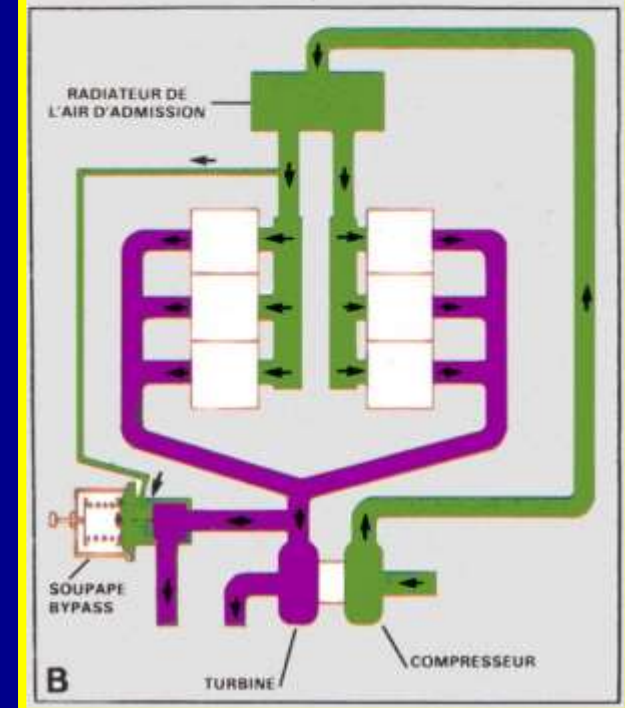 RADIATEUR DE
L'AIR D'ADMISSION
SOUPAPE
BYPASS
COMPRESSEUR
TURBINE
B